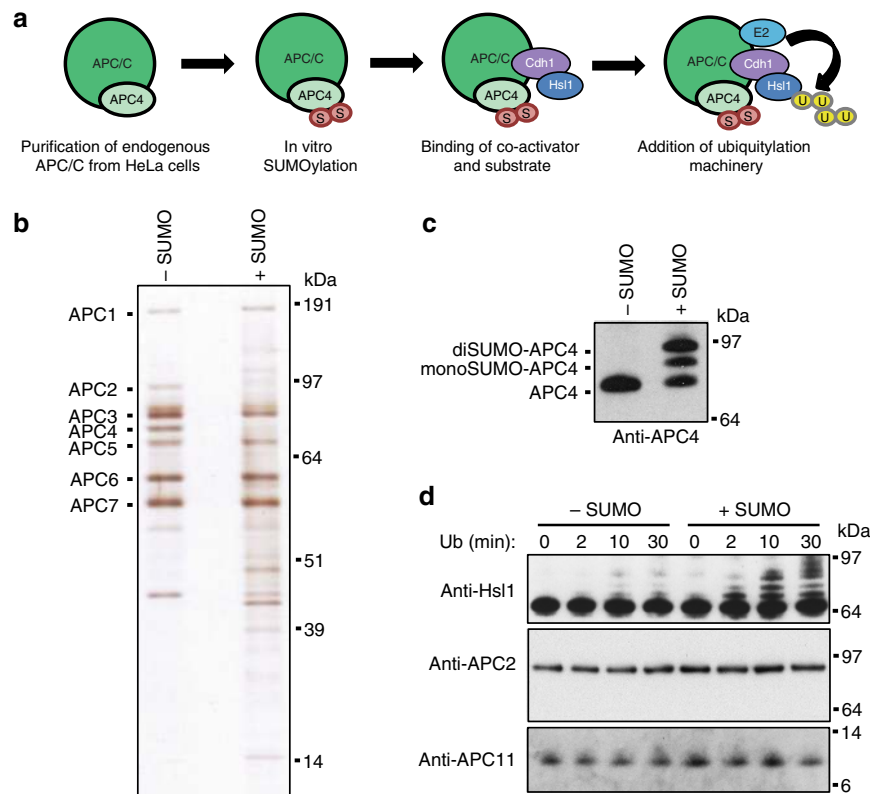 a
APC/C
APC4
APC/C
APC4
S S
APC/C
Cdh1
APC4
Hsl1
S S
E2
APC/C
Cdh1
APC4
Hsl1
S S
U U
U U
Purification of endogenous
APC/C from HeLa cells
In vitro
SUMOylation
Binding of co-activator
and substrate
Addition of ubiquitylation
machinery
b
– SUMO
+ SUMO
kDa
APC1
APC2
APC3
APC4
APC5
APC6
APC7
191
97
64
51
39
14
c
– SUMO
+ SUMO
kDa
diSUMO-APC4
monoSUMO-APC4
APC4
97
64
Anti-APC4
d
– SUMO + SUMO
kDa
Ub (min): 0 2 10 30 0 2 10 30
Anti-Hsl1
97
64
Anti-APC2
97
64
Anti-APC11
14
6